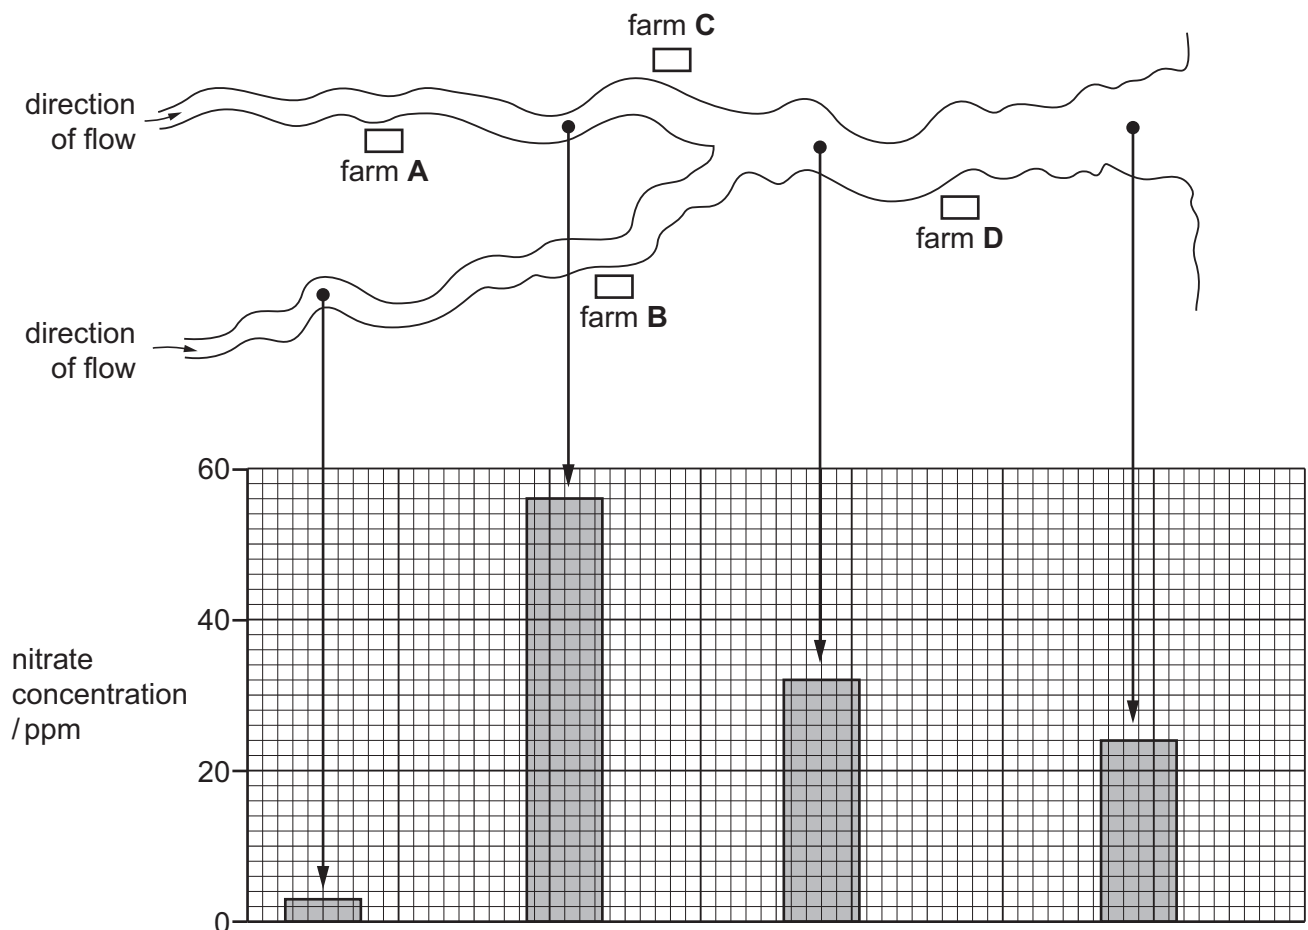 farm C
direction
of flow
farm A
farm D
farm B
direction
of flow
60
40
nitrate
concentration
/ ppm
20
0